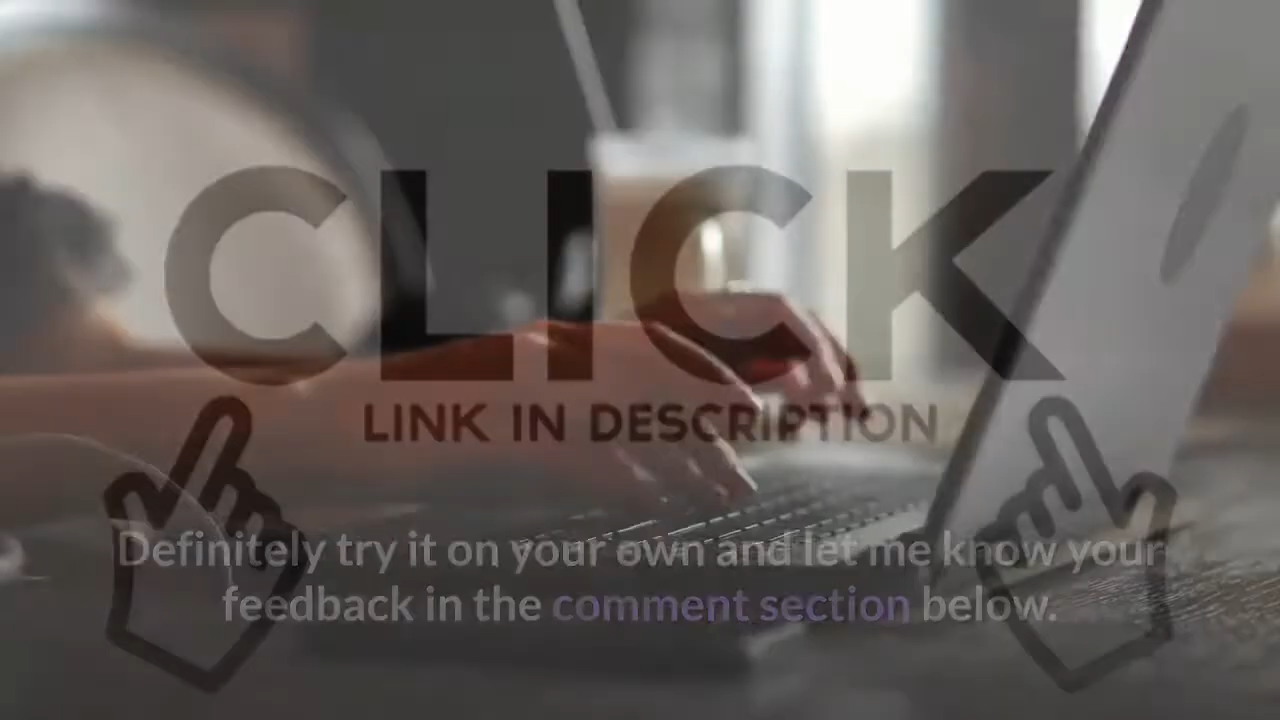 CLICK
LINK IN DESCRIPTION
Definitely try it on your own and let me know your
feedback in the comment section below.